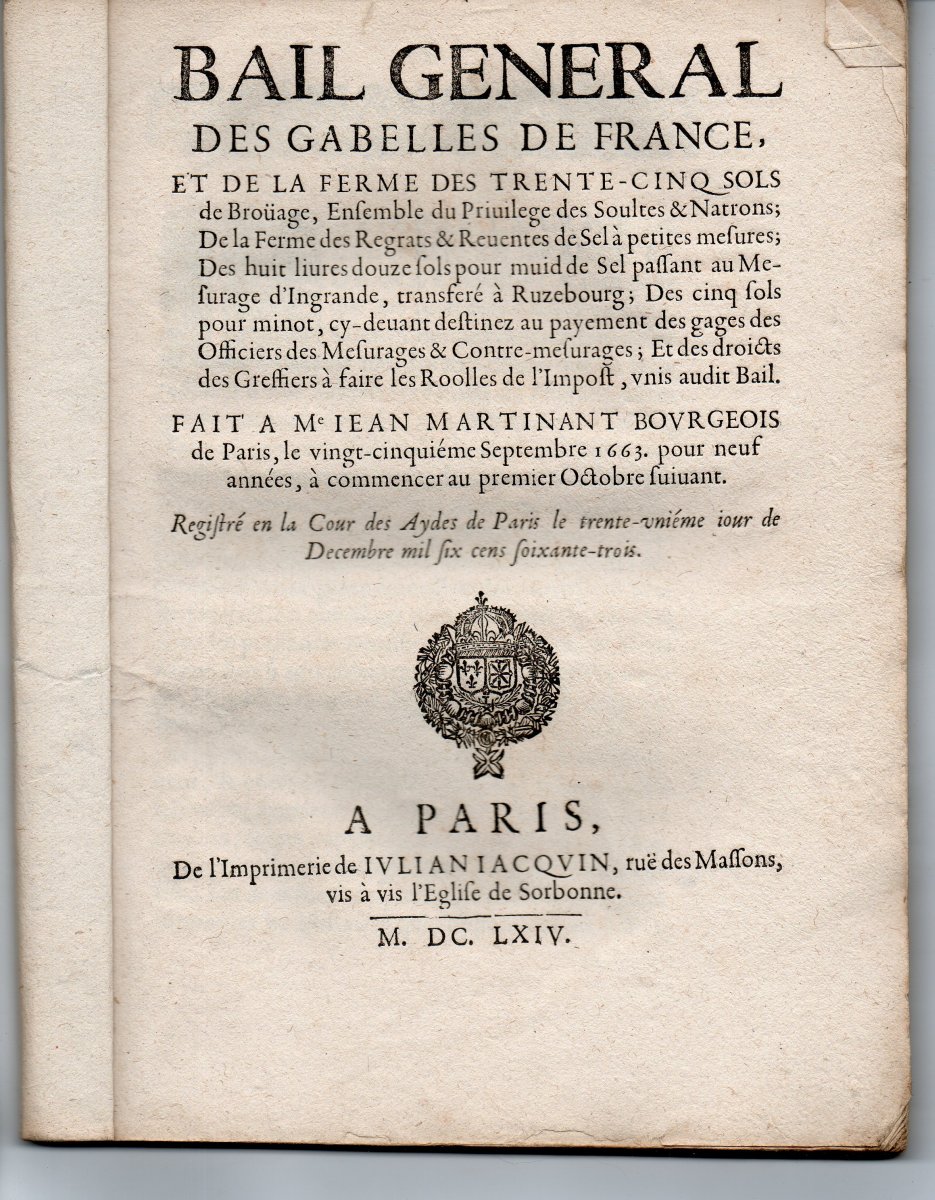 BAIL GENERAL
DES GABELLES DE FRANCE,
ET DE LA FERME DES TRENTE-CINQ SOLS
de Broüage, Enſemble du Priuilege des Soultes & Natrons;
De la Ferme des Regrats & Reuentes de Sel à petites meſures;
Des huit liures douze ſols pour muid de Sel paſſant au Me-
ſurage d'Ingrande, transferé à Ruzebourg; Des cinq ſols
pour minot, cy-deuant deſtinez au payement des gages des
Officiers des Meſurages & Contre-meſurages; Et des droicts
des Greffiers à faire les Roolles de l'Impoſt, vnis audit Bail.
FAIT A Mᵉ IEAN MARTINANT BOVRGEOIS
de Paris, le vingt-cinquiéme Septembre 1663. pour neuf
années, à commencer au premier Octobre ſuiuant.
Regiſtré en la Cour des Aydes de Paris le trente-vniéme iour de
Decembre mil ſix cens ſoixante-trois.
A PARIS,
De l'Imprimerie de IVLIAN IACQVIN, ruë des Maſſons,
vis à vis l'Egliſe de Sorbonne.
M. DC. LXIV.